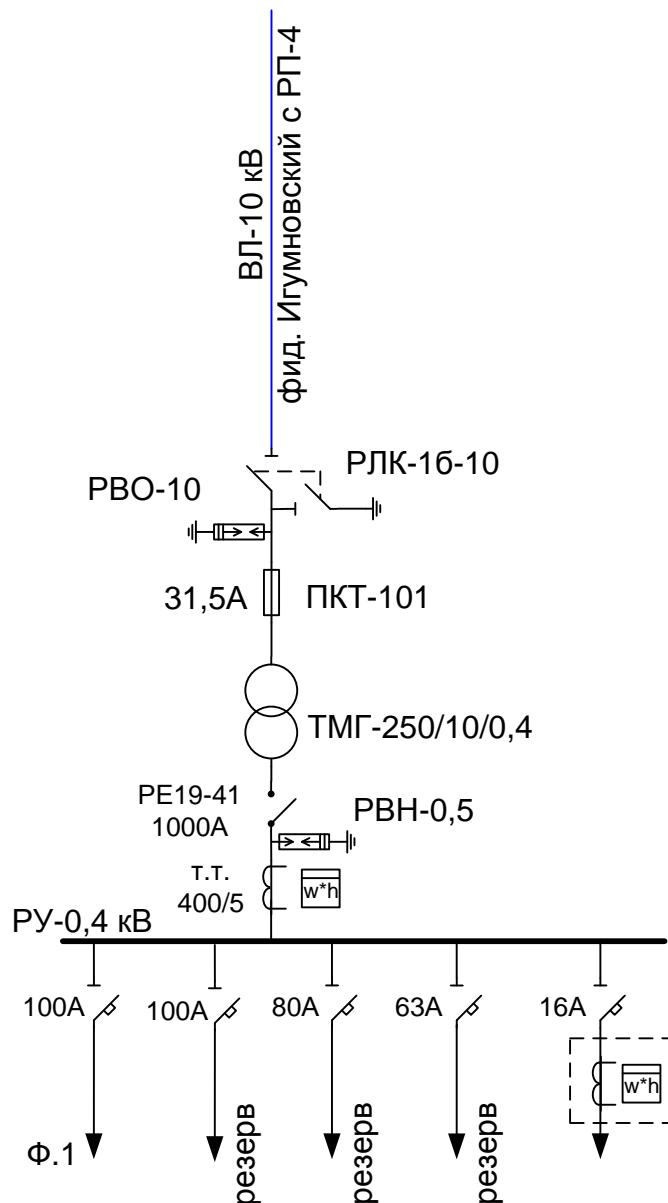 ВЛ-10 кВ
фид. Игумновский с РП-4
РЛК-1б-10
РВО-10
31,5А
ПКТ-101
ТМГ-250/10/0,4
РЕ19-41
1000А
РВН-0,5
т.т.
400/5
w*h
РУ-0,4 кВ
100А
100А
80А
63А
16А
w*h
Ф.1
резерв
резерв
резерв